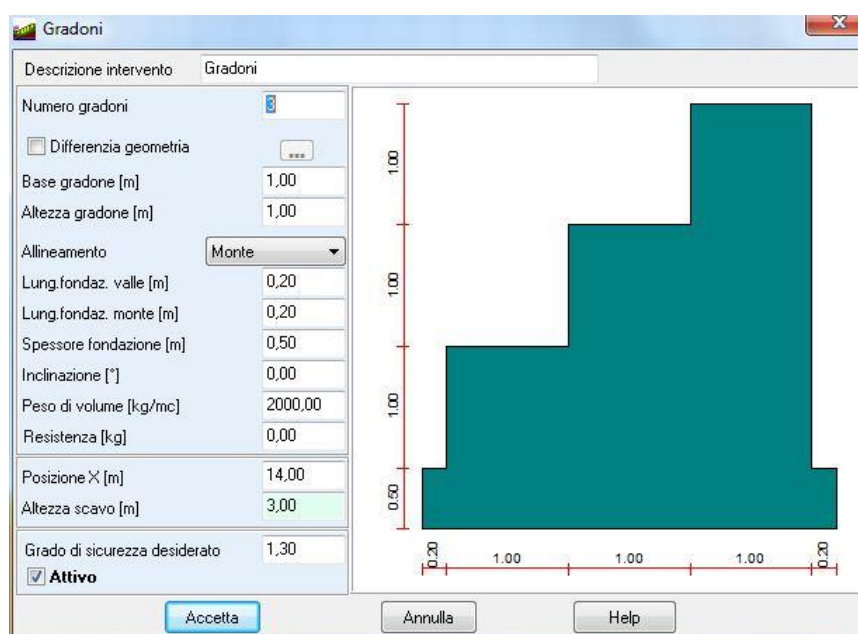 Gradoni
Descrizione intervento Gradoni
Numero gradoni 3
Differenzia geometria ...
Base gradone [m] 1,00
Altezza gradone [m] 1,00
Allineamento Monte
Lung.fondaz. valle [m] 0,20
Lung.fondaz. monte [m] 0,20
Spessore fondazione [m] 0,50
Inclinazione [°] 0,00
Peso di volume [kg/mc] 2000,00
Resistenza [kg] 0,00
Posizione X [m] 14,00
Altezza scavo [m] 3,00
Grado di sicurezza desiderato 1,30
Attivo
1.00
1.00
1.00
0.50
0.20 1.00 1.00 1.00 0.20
Accetta Annulla Help